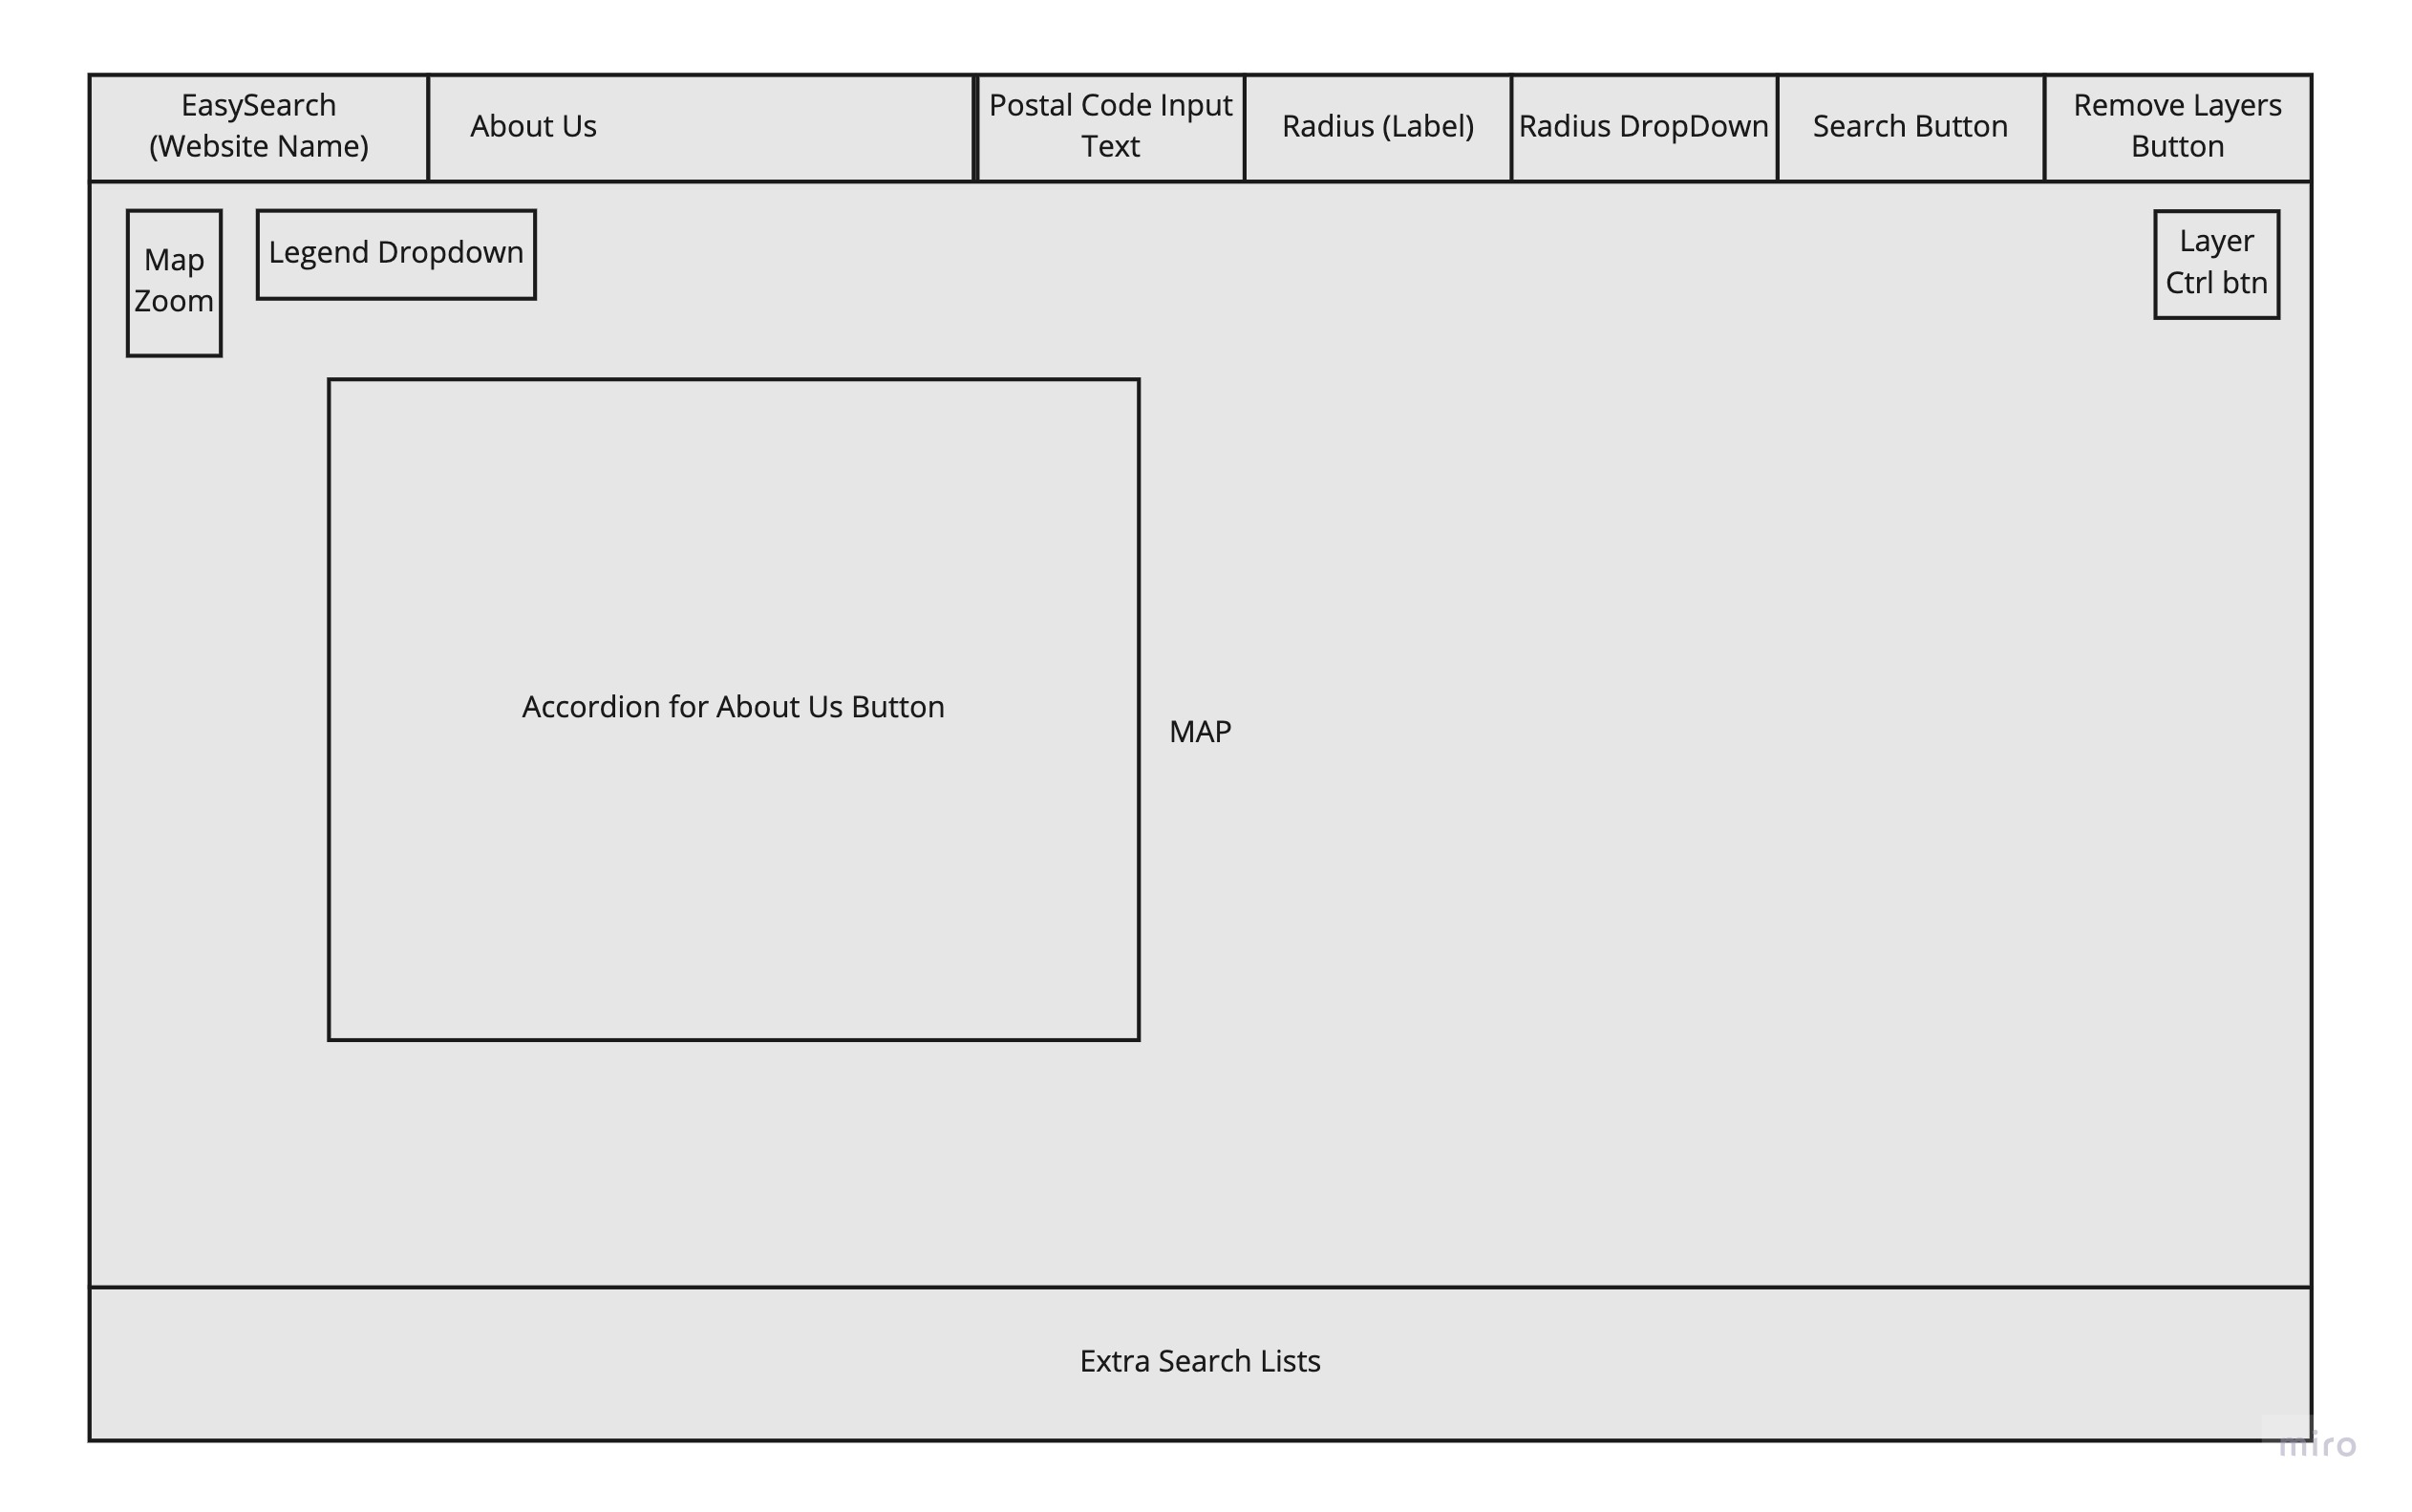 EasySearch
(Website Name)
About Us
Postal Code Input
Text
Radius (Label)
Radius DropDown
Search Button
Remove Layers
Button
Map
Zoom
Legend Dropdown
Layer
Ctrl btn
Accordion for About Us Button
MAP
Extra Search Lists
miro